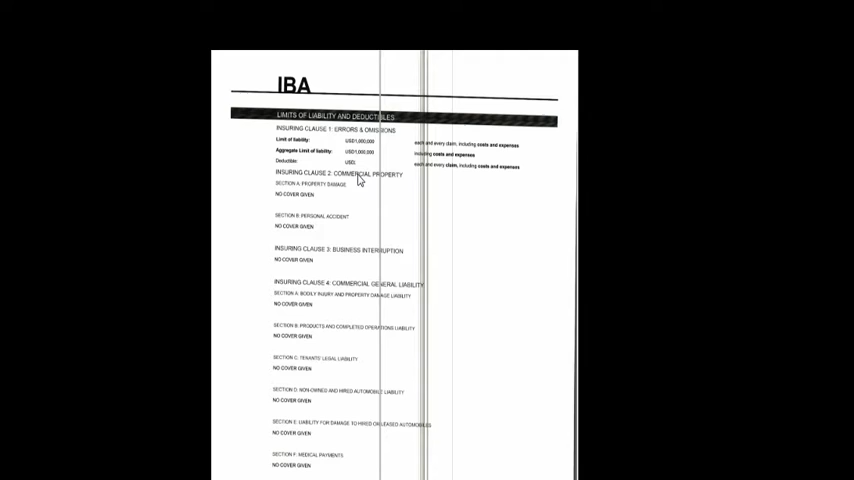 IBA
LIMITS OF LIABILITY AND DEDUCTIBLES
INSURING CLAUSE 1: ERRORS & OMISSIONS
Limit of liability: USD1,000,000 each and every claim, including costs and expenses
Aggregate Limit of liability: USD1,000,000 including costs and expenses
Deductible: USD: each and every claim, including costs and expenses
INSURING CLAUSE 2: COMMERCIAL PROPERTY
SECTION A: PROPERTY DAMAGE
NO COVER GIVEN
SECTION B: PERSONAL ACCIDENT
NO COVER GIVEN
INSURING CLAUSE 3: BUSINESS INTERRUPTION
NO COVER GIVEN
INSURING CLAUSE 4: COMMERCIAL GENERAL LIABILITY
SECTION A: BODILY INJURY AND PROPERTY DAMAGE LIABILITY
NO COVER GIVEN
SECTION B: PRODUCTS AND COMPLETED OPERATIONS LIABILITY
NO COVER GIVEN
SECTION C: TENANTS' LEGAL LIABILITY
NO COVER GIVEN
SECTION D: NON-OWNED AND HIRED AUTOMOBILE LIABILITY
NO COVER GIVEN
SECTION E: LIABILITY FOR DAMAGE TO HIRED OR LEASED AUTOMOBILES
NO COVER GIVEN
SECTION F: MEDICAL PAYMENTS
NO COVER GIVEN